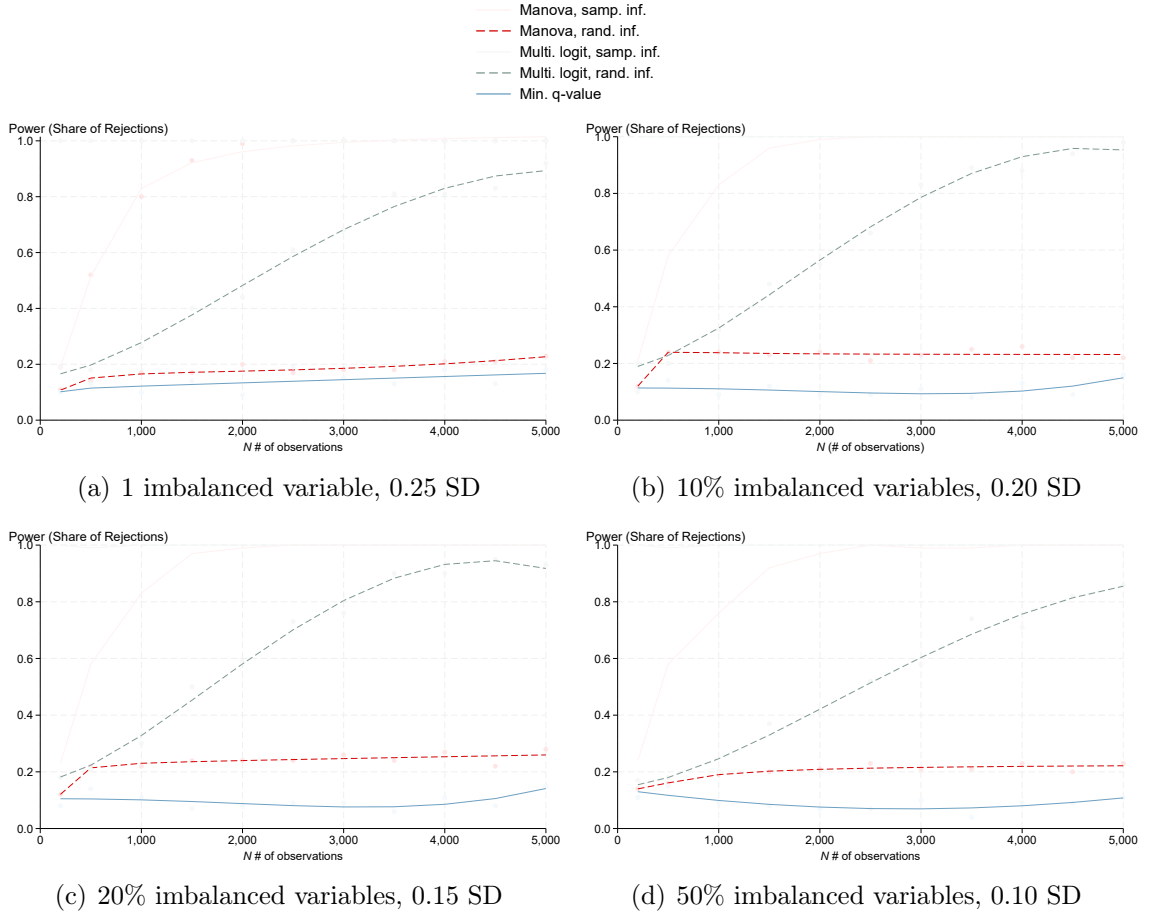 Manova, samp. inf.
Manova, rand. inf.
Multi. logit, samp. inf.
Multi. logit, rand. inf.
Min. q-value
Power (Share of Rejections)
1.0
0.8
0.6
0.4
0.2
0.0
0 1,000 2,000 3,000 4,000 5,000
N # of observations
(a) 1 imbalanced variable, 0.25 SD
Power (Share of Rejections)
1.0
0.8
0.6
0.4
0.2
0.0
0 1,000 2,000 3,000 4,000 5,000
N (# of observations)
(b) 10% imbalanced variables, 0.20 SD
Power (Share of Rejections)
1.0
0.8
0.6
0.4
0.2
0.0
0 1,000 2,000 3,000 4,000 5,000
N # of observations
(c) 20% imbalanced variables, 0.15 SD
Power (Share of Rejections)
1.0
0.8
0.6
0.4
0.2
0.0
0 1,000 2,000 3,000 4,000 5,000
N # of observations
(d) 50% imbalanced variables, 0.10 SD